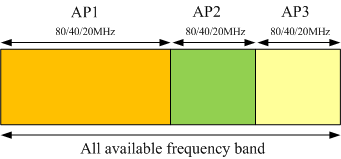 AP1 AP2 AP3
80/40/20MHz 80/40/20MHz 80/40/20MHz
All available frequency band